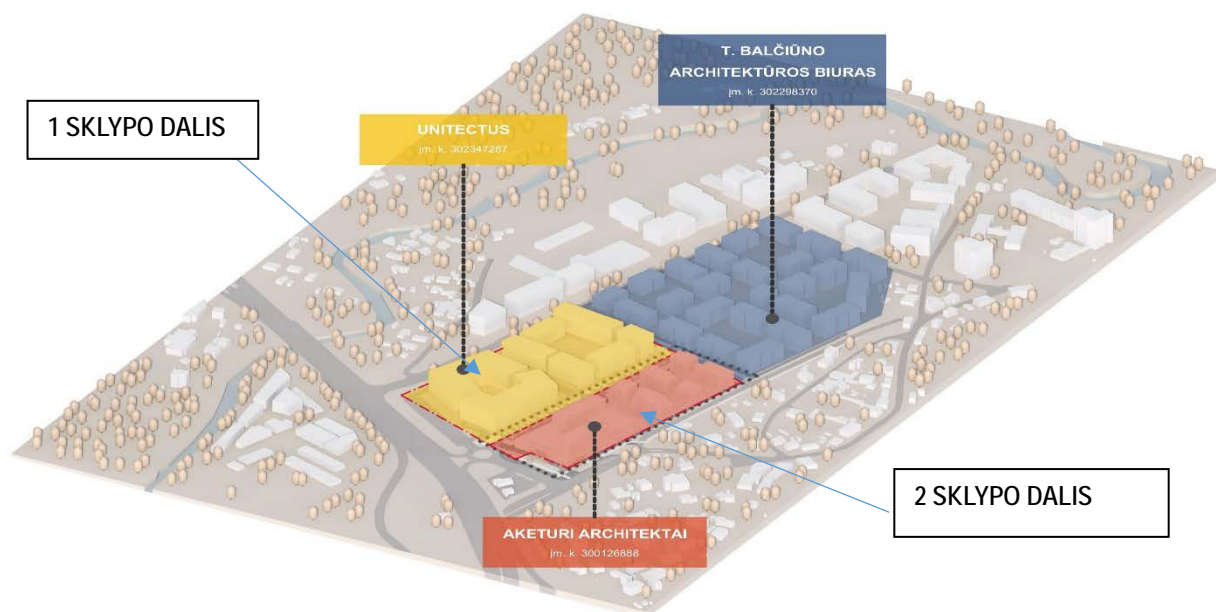 T. BALČIŪNO
ARCHITEKTŪROS BIURAS
įm. k. 302298370
1 SKLYPO DALIS
UNITECTUS
įm. k. 302347287
2 SKLYPO DALIS
AKETURI ARCHITEKTAI
įm. k. 300126888